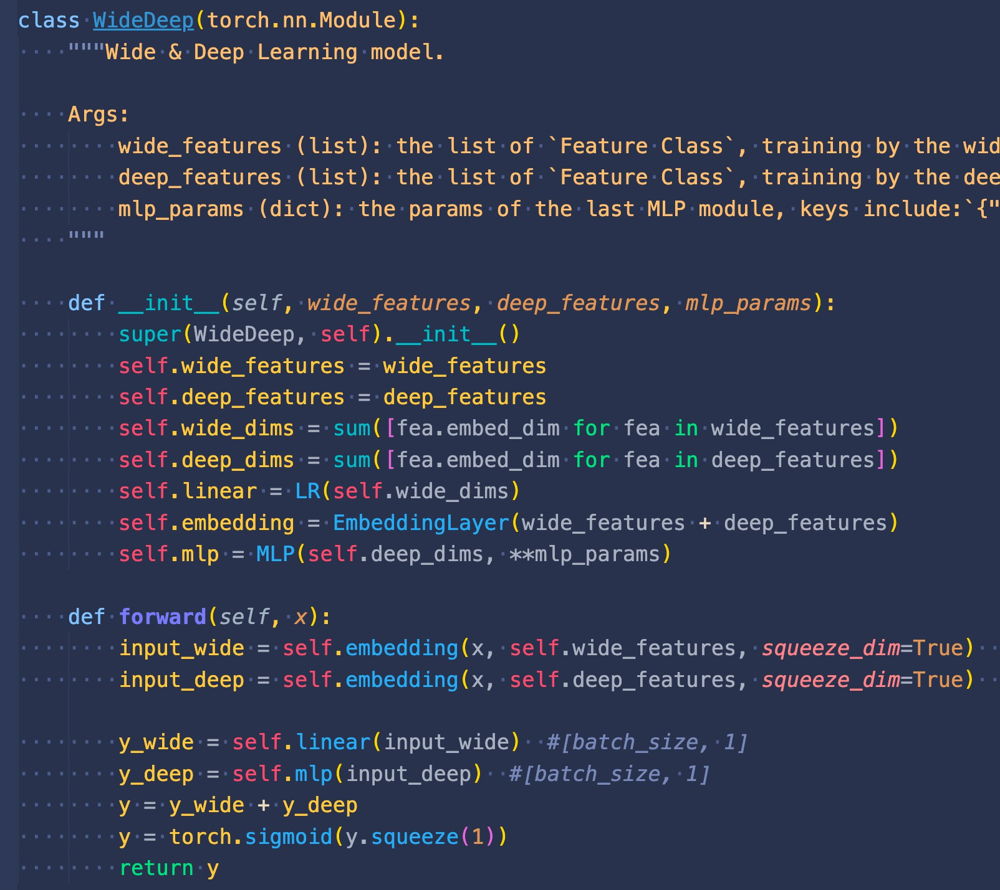 class WideDeep(torch.nn.Module):
    """Wide & Deep Learning model.

    Args:
        wide_features (list): the list of `Feature Class`, training by the wid
        deep_features (list): the list of `Feature Class`, training by the dee
        mlp_params (dict): the params of the last MLP module, keys include:`{"
    """

    def __init__(self, wide_features, deep_features, mlp_params):
        super(WideDeep, self).__init__()
        self.wide_features = wide_features
        self.deep_features = deep_features
        self.wide_dims = sum([fea.embed_dim for fea in wide_features])
        self.deep_dims = sum([fea.embed_dim for fea in deep_features])
        self.linear = LR(self.wide_dims)
        self.embedding = EmbeddingLayer(wide_features + deep_features)
        self.mlp = MLP(self.deep_dims, **mlp_params)

    def forward(self, x):
        input_wide = self.embedding(x, self.wide_features, squeeze_dim=True)
        input_deep = self.embedding(x, self.deep_features, squeeze_dim=True)

        y_wide = self.linear(input_wide)  #[batch_size, 1]
        y_deep = self.mlp(input_deep)  #[batch_size, 1]
        y = y_wide + y_deep
        y = torch.sigmoid(y.squeeze(1))
        return y